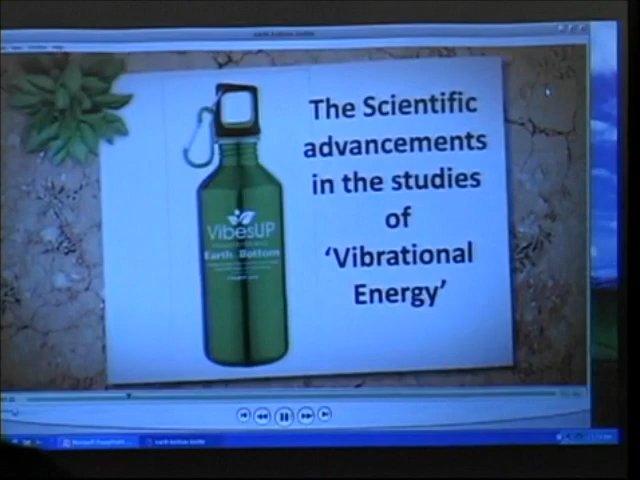 The Scientific
advancements
in the studies
of
‘Vibrational
Energy’
VibesUP
Earth Bottom